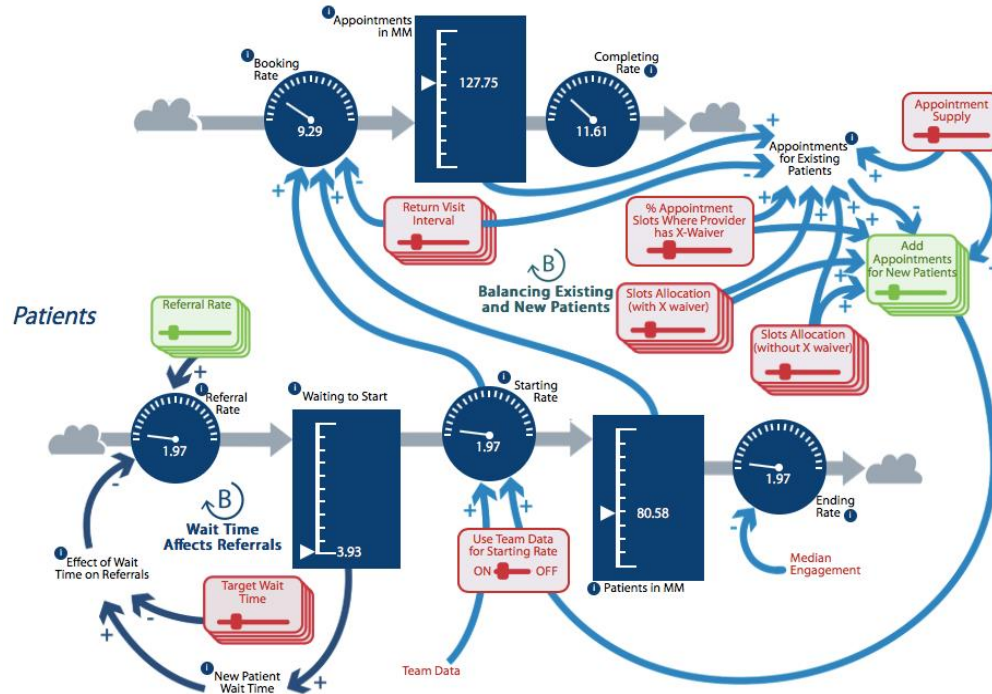 Appointments
in MM
Booking
Rate
9.29
127.75
Completing
Rate
11.61
Appointments
for Existing
Patients
Appointment
Supply
Return Visit
Interval
% Appointment
Slots Where Provider
has X-Waiver
Add
Appointments
for New Patients
B
Balancing Existing
and New Patients
Slots Allocation
(with X waiver)
Slots Allocation
(without X waiver)
Patients
Referral Rate
Referral
Rate
1.97
Waiting to Start
3.93
Starting
Rate
1.97
80.58
Patients in MM
1.97
Ending
Rate
B
Wait Time
Affects Referrals
Use Team Data
for Starting Rate
ON OFF
Median
Engagement
Effect of Wait
Time on Referrals
Target Wait
Time
New Patient
Wait Time
Team Data